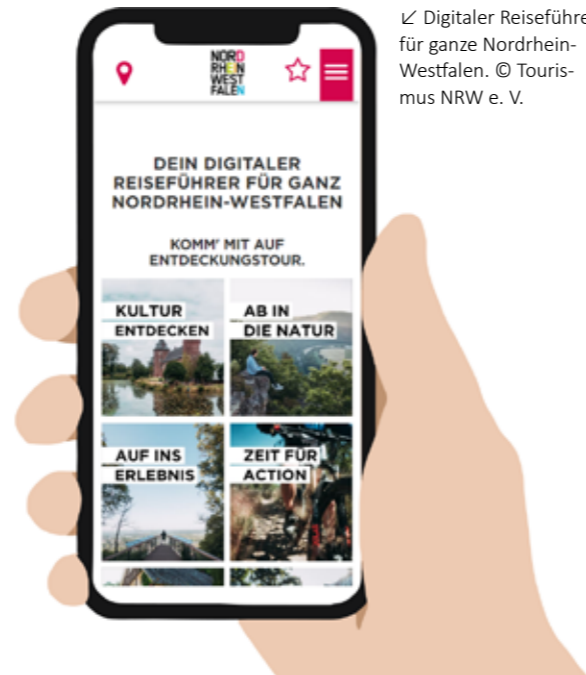 ↙ Digitaler Reiseführe
für ganze Nordrhein-
Westfalen. © Touris-
mus NRW e. V.
NORD
RHEIN
WEST
FALEN
DEIN DIGITALER
REISEFÜHRER FÜR GANZ
NORDRHEIN-WESTFALEN
KOMM' MIT AUF
ENTDECKUNGSTOUR.
KULTUR
ENTDECKEN
AB IN
DIE NATUR
AUF INS
ERLEBNIS
ZEIT FÜR
ACTION